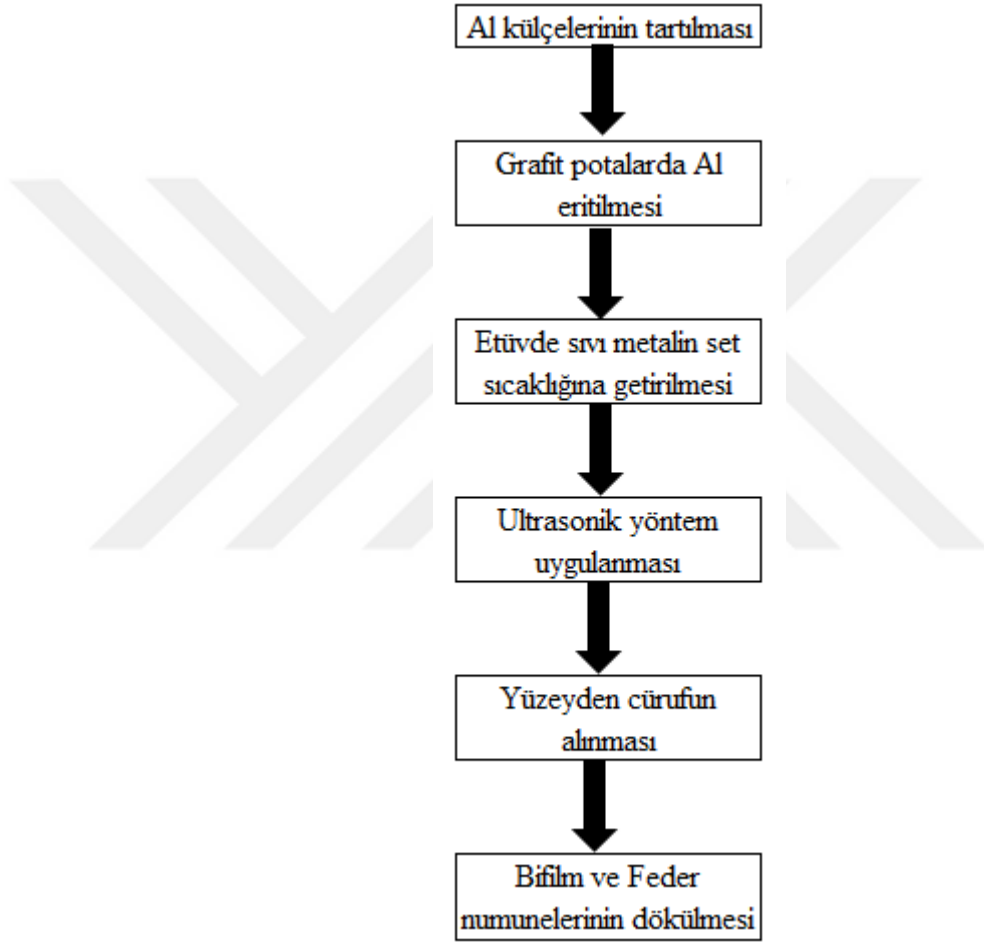 Al külçelerinin tartılması
Grafit potalarda Al
eritilmesi
Etüvde sıvı metalin set
sıcaklığına getirilmesi
Ultrasonik yöntem
uygulanması
Yüzeyden cürufun
alınması
Bifilm ve Feder
numunelerinin dökülmesi